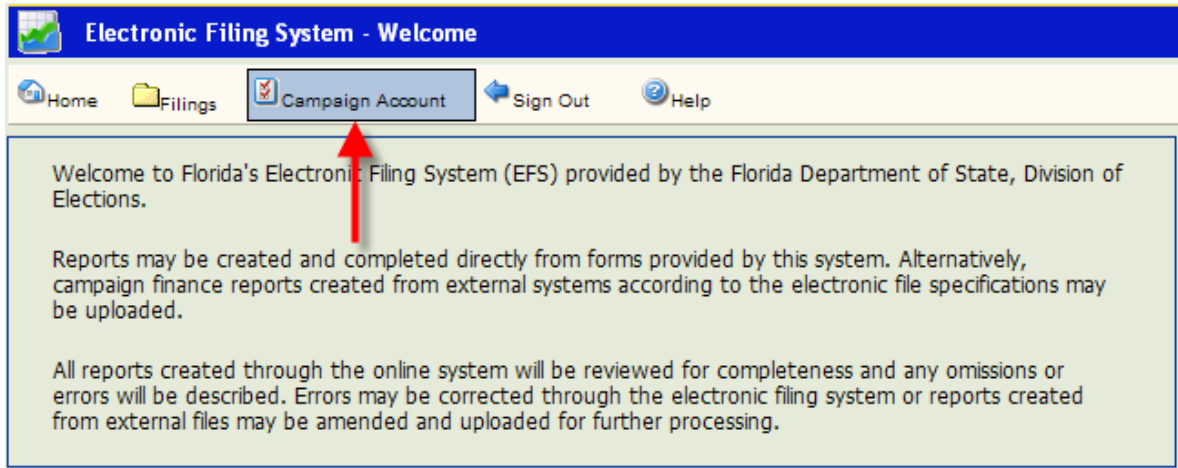 Electronic Filing System - Welcome
Home Filings Campaign Account Sign Out Help
Welcome to Florida's Electronic Filing System (EFS) provided by the Florida Department of State, Division of
Elections.
Reports may be created and completed directly from forms provided by this system. Alternatively,
campaign finance reports created from external systems according to the electronic file specifications may
be uploaded.
All reports created through the online system will be reviewed for completeness and any omissions or
errors will be described. Errors may be corrected through the electronic filing system or reports created
from external files may be amended and uploaded for further processing.